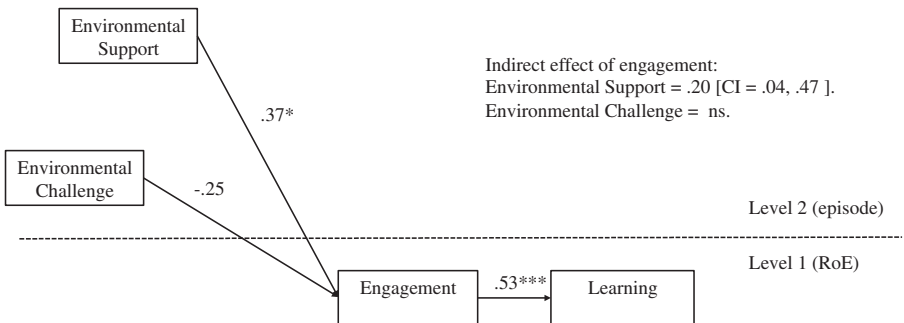 Environmental
Support
Indirect effect of engagement:
Environmental Support = .20 [CI = .04, .47 ].
Environmental Challenge = ns.
.37*
Environmental
Challenge
-.25
Level 2 (episode)
Level 1 (RoE)
Engagement
.53***
Learning